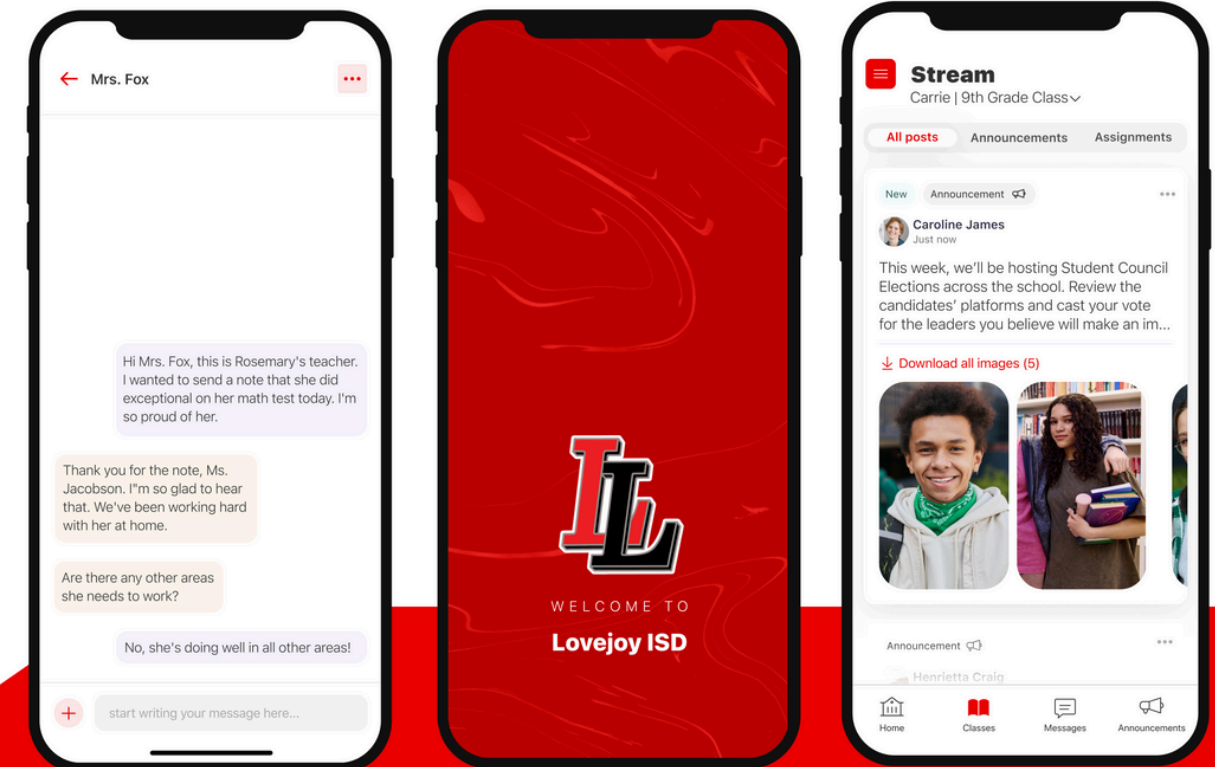 Mrs. Fox
Hi Mrs. Fox, this is Rosemary's teacher.
I wanted to send a note that she did
exceptional on her math test today. I'm
so proud of her.
Thank you for the note, Ms.
Jacobson. I"m so glad to hear
that. We've been working hard
with her at home.
Are there any other areas
she needs to work?
No, she's doing well in all other areas!
start writing your message here...
LL
WELCOME TO
Lovejoy ISD
Stream
Carrie | 9th Grade Class
All posts
Announcements
Assignments
New
Announcement
Caroline James
Just now
This week, we'll be hosting Student Council
Elections across the school. Review the
candidates' platforms and cast your vote
for the leaders you believe will make an im...
Download all images (5)
Announcement
Henrietta Craig
Home
Classes
Messages
Announcements